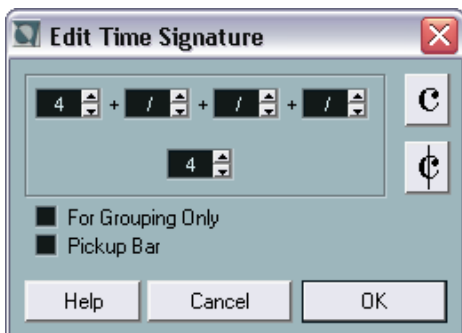 Edit Time Signature
4 + / + / + /
4
For Grouping Only
Pickup Bar
Help Cancel OK